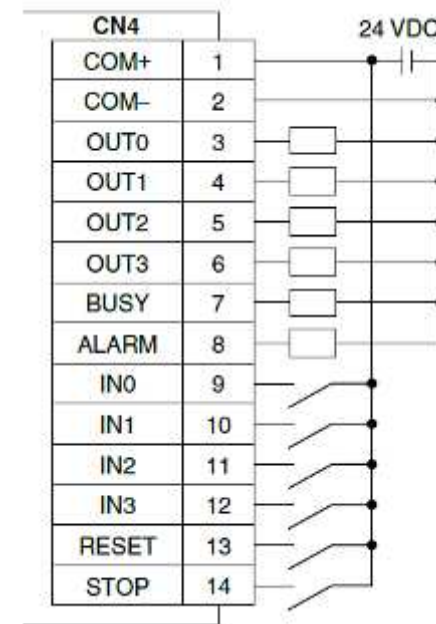 CN4 24 VDC
COM+ 1
COM– 2
OUT0 3
OUT1 4
OUT2 5
OUT3 6
BUSY 7
ALARM 8
IN0 9
IN1 10
IN2 11
IN3 12
RESET 13
STOP 14